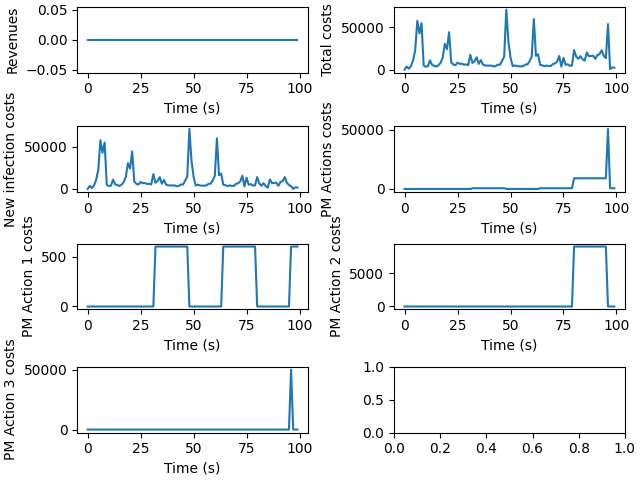 Revenues
0.05
0.00
−0.05
0 25 50 75 100
Time (s)
Total costs
50000
0
0 25 50 75 100
Time (s)
New infection costs
50000
0
0 25 50 75 100
Time (s)
PM Actions costs
50000
0
0 25 50 75 100
Time (s)
PM Action 1 costs
500
0
0 25 50 75 100
Time (s)
PM Action 2 costs
5000
0
0 25 50 75 100
Time (s)
PM Action 3 costs
50000
0
0 25 50 75 100
Time (s)
1.0
0.5
0.0
0.0 0.2 0.4 0.6 0.8 1.0